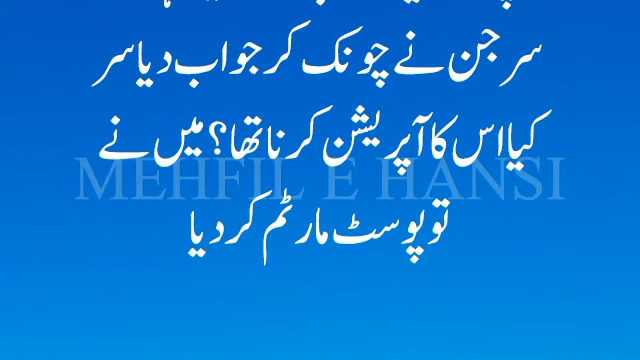 سرجن نے چونک کر جواب دیا سر
کیا اس کا آپریشن کرنا تھا؟ میں نے
MEHFIL E HANSI
تو پوسٹ مارٹم کر دیا